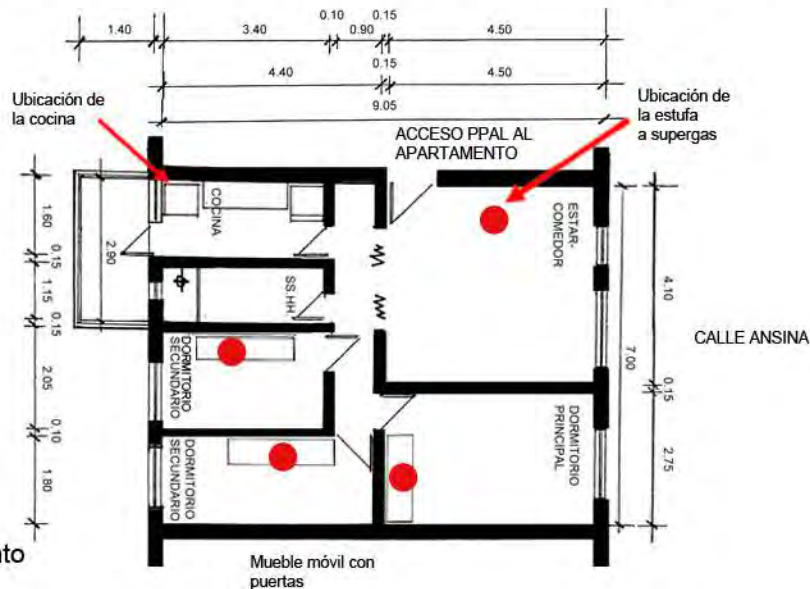 0.10
0.15
1.40
3.40
0.90
4.50
0.15
4.40
4.50
9.05
Ubicación de
la cocina
ACCESO PPAL AL
APARTAMENTO
Ubicación de
la estufa
a supergas
COCINA
ESTAR-
COMEDOR
1.60
2.90
0.15
SS.HH.
1.15
4.10
0.15
CALLE ANSINA
7.00
DORMITORIO
SECUNDARIO
2.05
0.15
0.10
DORMITORIO
SECUNDARIO
DORMITORIO
PRINCIPAL
2.75
1.80
nto
Mueble móvil con
puertas